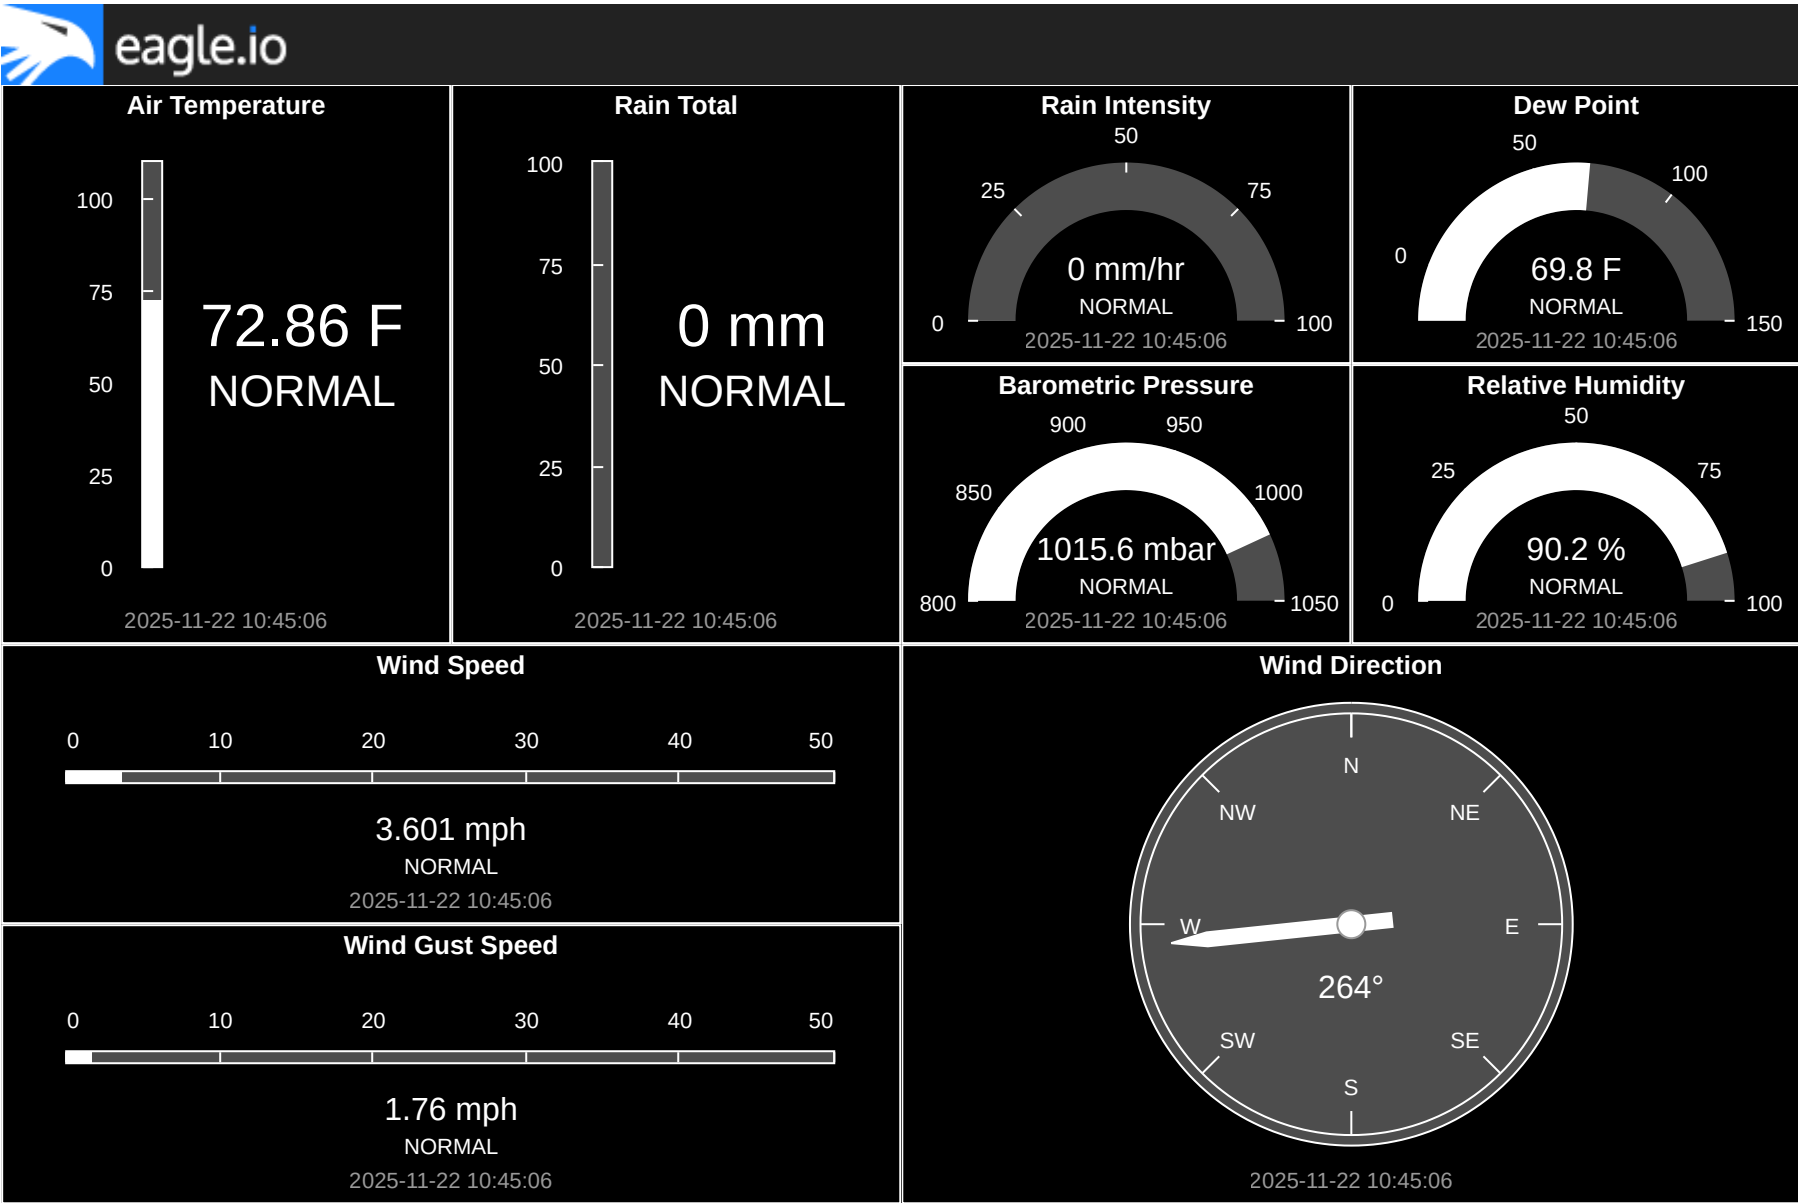 eagle.io
Air Temperature
100
75
50
25
0
72.86 F
NORMAL
2025-11-22 10:45:06
Rain Total
100
75
50
25
0
0 mm
NORMAL
2025-11-22 10:45:06
Rain Intensity
50
25
75
0
100
0 mm/hr
NORMAL
2025-11-22 10:45:06
Dew Point
50
100
0
150
69.8 F
NORMAL
2025-11-22 10:45:06
Barometric Pressure
900
950
850
1000
800
1050
1015.6 mbar
NORMAL
2025-11-22 10:45:06
Relative Humidity
50
25
75
0
100
90.2 %
NORMAL
2025-11-22 10:45:06
Wind Speed
0 10 20 30 40 50
3.601 mph
NORMAL
2025-11-22 10:45:06
Wind Gust Speed
0 10 20 30 40 50
1.76 mph
NORMAL
2025-11-22 10:45:06
Wind Direction
N
NW
NE
W
E
264°
SW
SE
S
2025-11-22 10:45:06